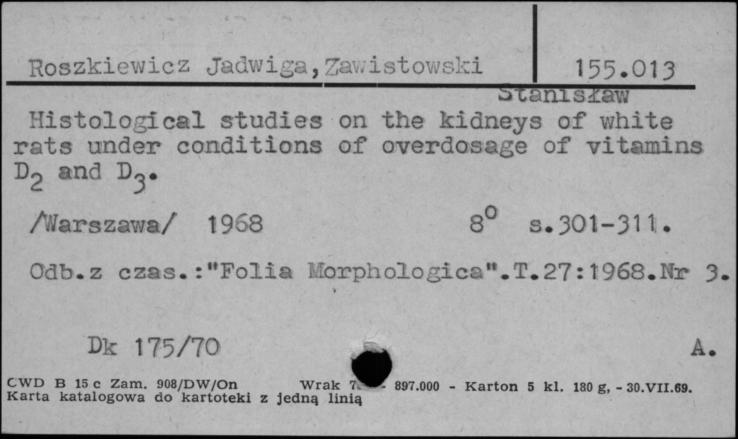 Roszkiewicz Jadwiga,Zawistowski 155.013
Stanisław
Histological studies on the kidneys of white
rats under conditions of overdosage of vitamins
D2 and D3.
/Warszawa/ 1968 8° s.301-311.
Odb.z czas.:"Folia Morphologica".T.27:1968.Nr 3.
Dk 175/70 A.
CWD B 15 c Zam. 908/DW/On Wrak - 897.000 - Karton 5 kl. 180 g, - 30.VII.69.
Karta katalogowa do kartoteki z jedną linią